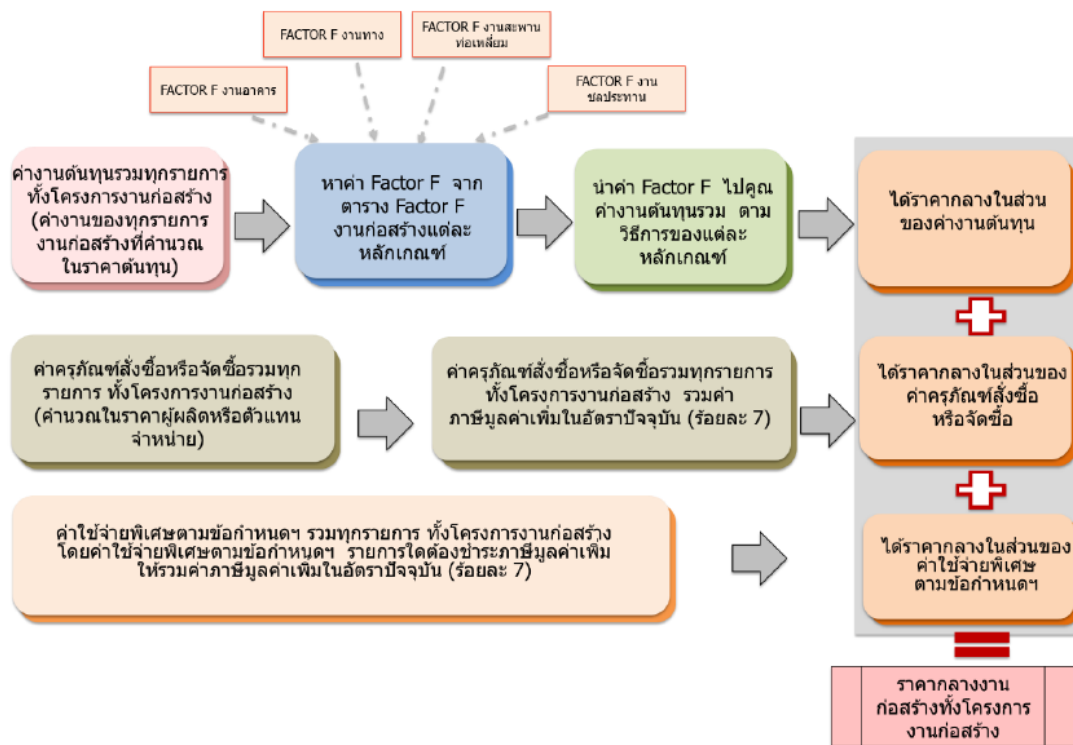 FACTOR F งานทาง
FACTOR F งานสะพาน
ท่อเหลี่ยม
FACTOR F งานอาคาร
FACTOR F งาน
ชลประทาน
ค่างานต้นทุนรวมทุกรายการ
ทั้งโครงการงานก่อสร้าง
(ค่างานของทุกรายการ
งานก่อสร้างที่คำนวณ
ในราคาต้นทุน)
หาค่า Factor F จาก
ตาราง Factor F
งานก่อสร้างแต่ละ
หลักเกณฑ์
นำค่า Factor F ไปคูณ
ค่างานต้นทุนรวม ตาม
วิธีการของแต่ละ
หลักเกณฑ์
ได้ราคากลางในส่วน
ของค่างานต้นทุน
ค่าครุภัณฑ์สั่งซื้อหรือจัดซื้อรวมทุก
รายการ ทั้งโครงการงานก่อสร้าง
(คำนวณในราคาผู้ผลิตหรือตัวแทน
จำหน่าย)
ค่าครุภัณฑ์สั่งซื้อหรือจัดซื้อรวมทุกรายการ
ทั้งโครงการงานก่อสร้าง รวมค่า
ภาษีมูลค่าเพิ่มในอัตราปัจจุบัน (ร้อยละ 7)
ได้ราคากลางในส่วนของ
ค่าครุภัณฑ์สั่งซื้อ
หรือจัดซื้อ
ค่าใช้จ่ายพิเศษตามข้อกำหนดฯ รวมทุกรายการ ทั้งโครงการงานก่อสร้าง
โดยค่าใช้จ่ายพิเศษตามข้อกำหนดฯ รายการใดต้องชำระภาษีมูลค่าเพิ่ม
ให้รวมค่าภาษีมูลค่าเพิ่มในอัตราปัจจุบัน (ร้อยละ 7)
ได้ราคากลางในส่วนของ
ค่าใช้จ่ายพิเศษ
ตามข้อกำหนดฯ
ราคากลางงาน
ก่อสร้างทั้งโครงการ
งานก่อสร้าง